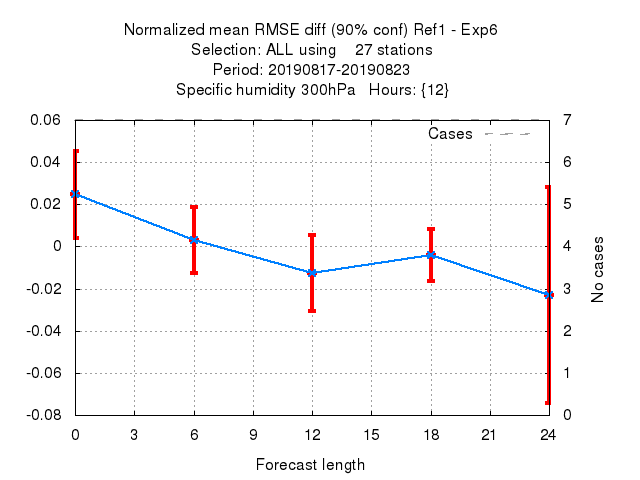 Normalized mean RMSE diff (90% conf) Ref1 - Exp6
Selection: ALL using    27 stations
Period: 20190817-20190823
Specific humidity 300hPa   Hours: {12}
0.06
0.04
0.02
0
-0.02
-0.04
-0.06
-0.08
Cases
7
6
5
4
3
2
1
0
No cases
0 3 6 9 12 15 18 21 24
Forecast length